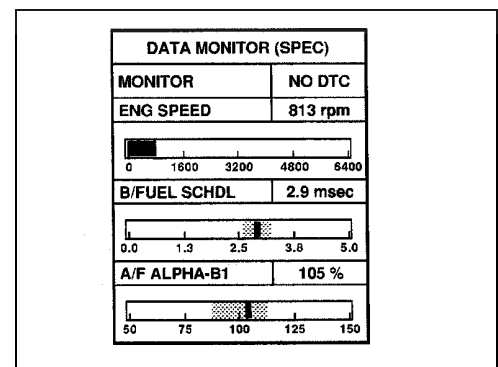 DATA MONITOR (SPEC)
MONITOR NO DTC
ENG SPEED 813 rpm
0 1600 3200 4800 6400
B/FUEL SCHDL 2.9 msec
0.0 1.3 2.5 3.8 5.0
A/F ALPHA-B1 105 %
50 75 100 125 150